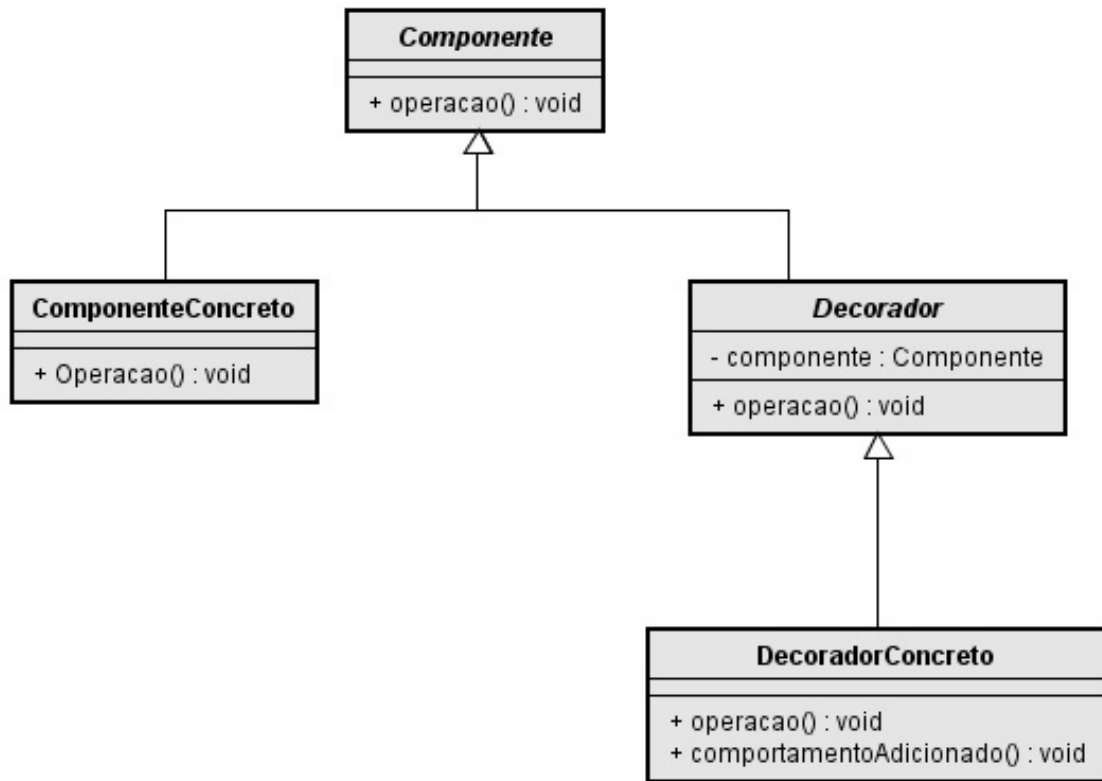 Componente
+ operacao() : void
ComponenteConcreto
+ Operacao() : void
Decorador
- componente : Componente
+ operacao() : void
DecoradorConcreto
+ operacao() : void
+ comportamentoAdicionado() : void